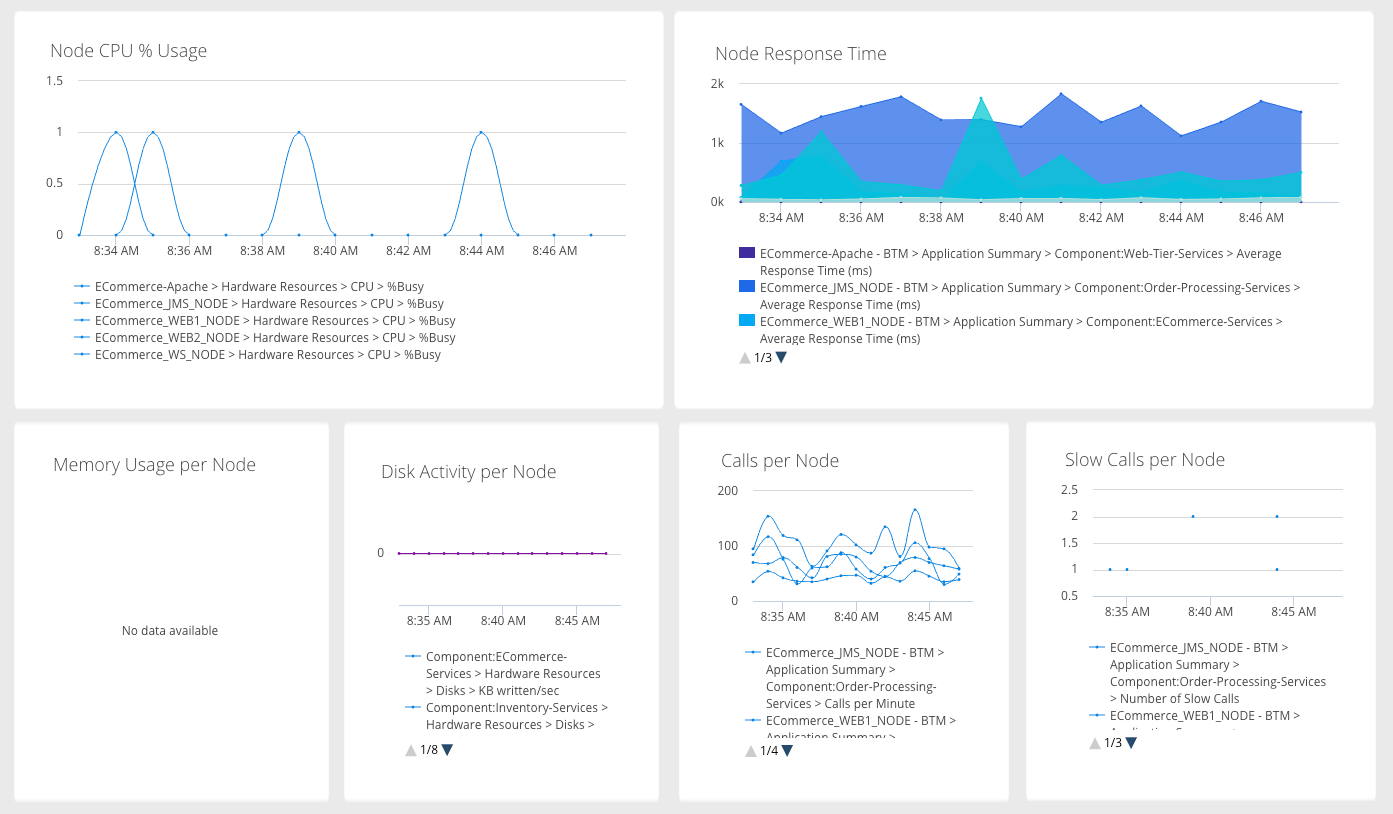 Node CPU % Usage
1.5
1
0.5
0
8:34 AM 8:36 AM 8:38 AM 8:40 AM 8:42 AM 8:44 AM 8:46 AM
ECommerce-Apache > Hardware Resources > CPU > %Busy
ECommerce_JMS_NODE > Hardware Resources > CPU > %Busy
ECommerce_WEB1_NODE > Hardware Resources > CPU > %Busy
ECommerce_WEB2_NODE > Hardware Resources > CPU > %Busy
ECommerce_WS_NODE > Hardware Resources > CPU > %Busy
Node Response Time
2k
1k
0k
8:34 AM 8:36 AM 8:38 AM 8:40 AM 8:42 AM 8:44 AM 8:46 AM
ECommerce-Apache - BTM > Application Summary > Component:Web-Tier-Services > Average
Response Time (ms)
ECommerce_JMS_NODE - BTM > Application Summary > Component:Order-Processing-Services >
Average Response Time (ms)
ECommerce_WEB1_NODE - BTM > Application Summary > Component:ECommerce-Services >
Average Response Time (ms)
1/3
Memory Usage per Node
No data available
Disk Activity per Node
0
8:35 AM 8:40 AM 8:45 AM
Component:ECommerce-
Services > Hardware Resources
> Disks > KB written/sec
Component:Inventory-Services >
Hardware Resources > Disks >
1/8
Calls per Node
200
100
0
8:35 AM 8:40 AM 8:45 AM
ECommerce_JMS_NODE - BTM >
Application Summary >
Component:Order-Processing-
Services > Calls per Minute
ECommerce_WEB1_NODE - BTM >
Application Summary >
1/4
Slow Calls per Node
2.5
2
1.5
1
0.5
8:35 AM 8:40 AM 8:45 AM
ECommerce_JMS_NODE - BTM >
Application Summary >
Component:Order-Processing-Services
> Number of Slow Calls
ECommerce_WEB1_NODE - BTM >
1/3